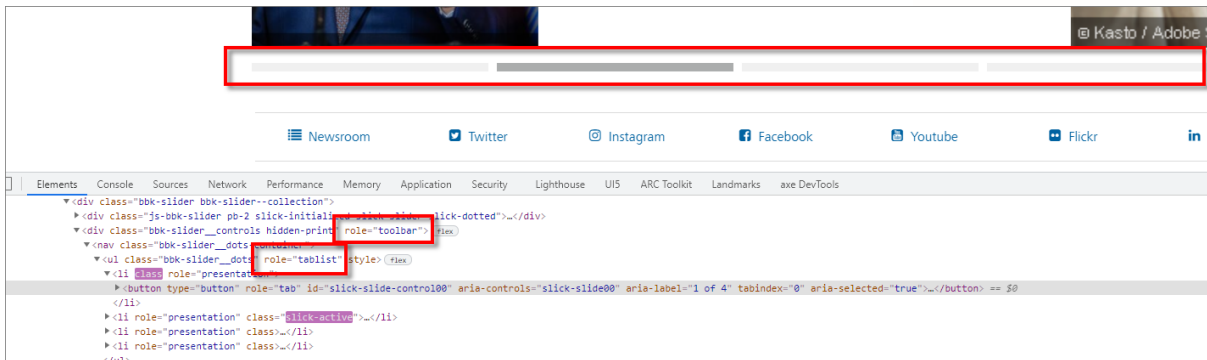 © Kasto / Adobe
Newsroom Twitter Instagram Facebook Youtube Flickr in
Elements Console Sources Network Performance Memory Application Security Lighthouse UI5 ARC Toolkit Landmarks axe DevTools
▼<div class="bbk-slider bbk-slider--collection">
▶<div class="js-bbk-slider pb-2 slick-initialized slick-slider slick-dotted">…</div>
▼<div class="bbk-slider__controls hidden-print" role="toolbar"> flex
▼<nav class="bbk-slider__dots-container">
▼<ul class="bbk-slider__dots" role="tablist" style> flex
▼<li class role="presentation">
▶<button type="button" role="tab" id="slick-slide-control00" aria-controls="slick-slide00" aria-label="1 of 4" tabindex="0" aria-selected="true">…</button> == $0
</li>
▶<li role="presentation" class="slick-active">…</li>
▶<li role="presentation" class>…</li>
▶<li role="presentation" class>…</li>
</ul>